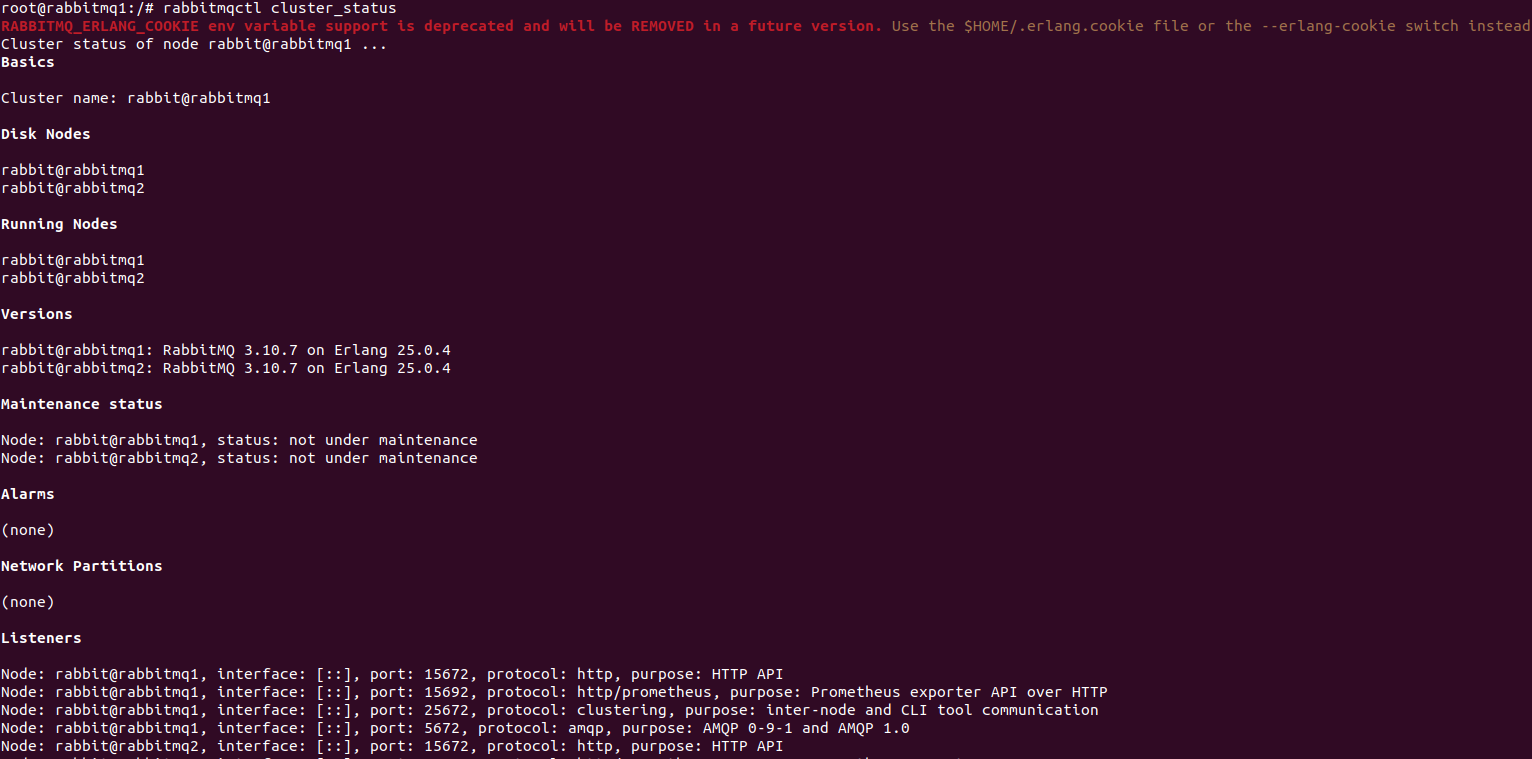 root@rabbitmq1:/# rabbitmqctl cluster_status
RABBITMQ_ERLANG_COOKIE env variable support is deprecated and will be REMOVED in a future version. Use the $HOME/.erlang.cookie file or the --erlang-cookie switch instead
Cluster status of node rabbit@rabbitmq1 ...
Basics
Cluster name: rabbit@rabbitmq1
Disk Nodes
rabbit@rabbitmq1
rabbit@rabbitmq2
Running Nodes
rabbit@rabbitmq1
rabbit@rabbitmq2
Versions
rabbit@rabbitmq1: RabbitMQ 3.10.7 on Erlang 25.0.4
rabbit@rabbitmq2: RabbitMQ 3.10.7 on Erlang 25.0.4
Maintenance status
Node: rabbit@rabbitmq1, status: not under maintenance
Node: rabbit@rabbitmq2, status: not under maintenance
Alarms
(none)
Network Partitions
(none)
Listeners
Node: rabbit@rabbitmq1, interface: [::], port: 15672, protocol: http, purpose: HTTP API
Node: rabbit@rabbitmq1, interface: [::], port: 15692, protocol: http/prometheus, purpose: Prometheus exporter API over HTTP
Node: rabbit@rabbitmq1, interface: [::], port: 25672, protocol: clustering, purpose: inter-node and CLI tool communication
Node: rabbit@rabbitmq1, interface: [::], port: 5672, protocol: amqp, purpose: AMQP 0-9-1 and AMQP 1.0
Node: rabbit@rabbitmq2, interface: [::], port: 15672, protocol: http, purpose: HTTP API